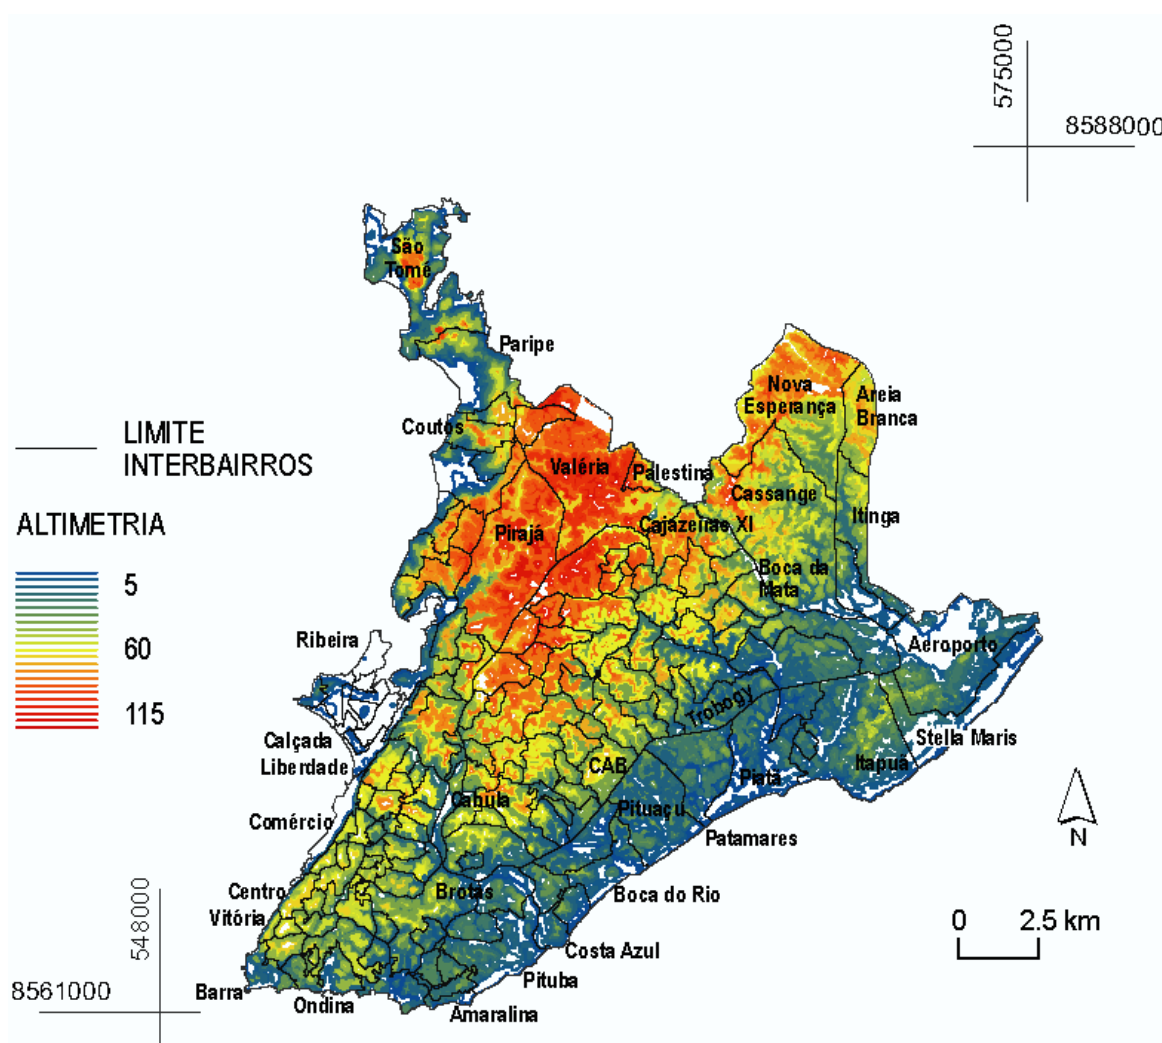 575000
8588000
São
Tomé
Paripe
Nova
Esperança
Areia
Branca
Coutos
LIMITE
INTERBAIRROS
Valéria
Palestina
Cassange
ALTIMETRIA
Pirajá
Cajazeiras XI
Itinga
5
Boca da
Mata
Ribeira
60
Aeroporto
115
Trobogy
Calçada
Stella Maris
Liberdade
CAB
Itapuã
Piatã
Cabula
Pituaçu
Comércio
Patamares
Centro
Brotas
Boca do Rio
Vitória
548000
N
0 2.5 km
Costa Azul
Pituba
8561000
Barra
Ondina
Amaralina